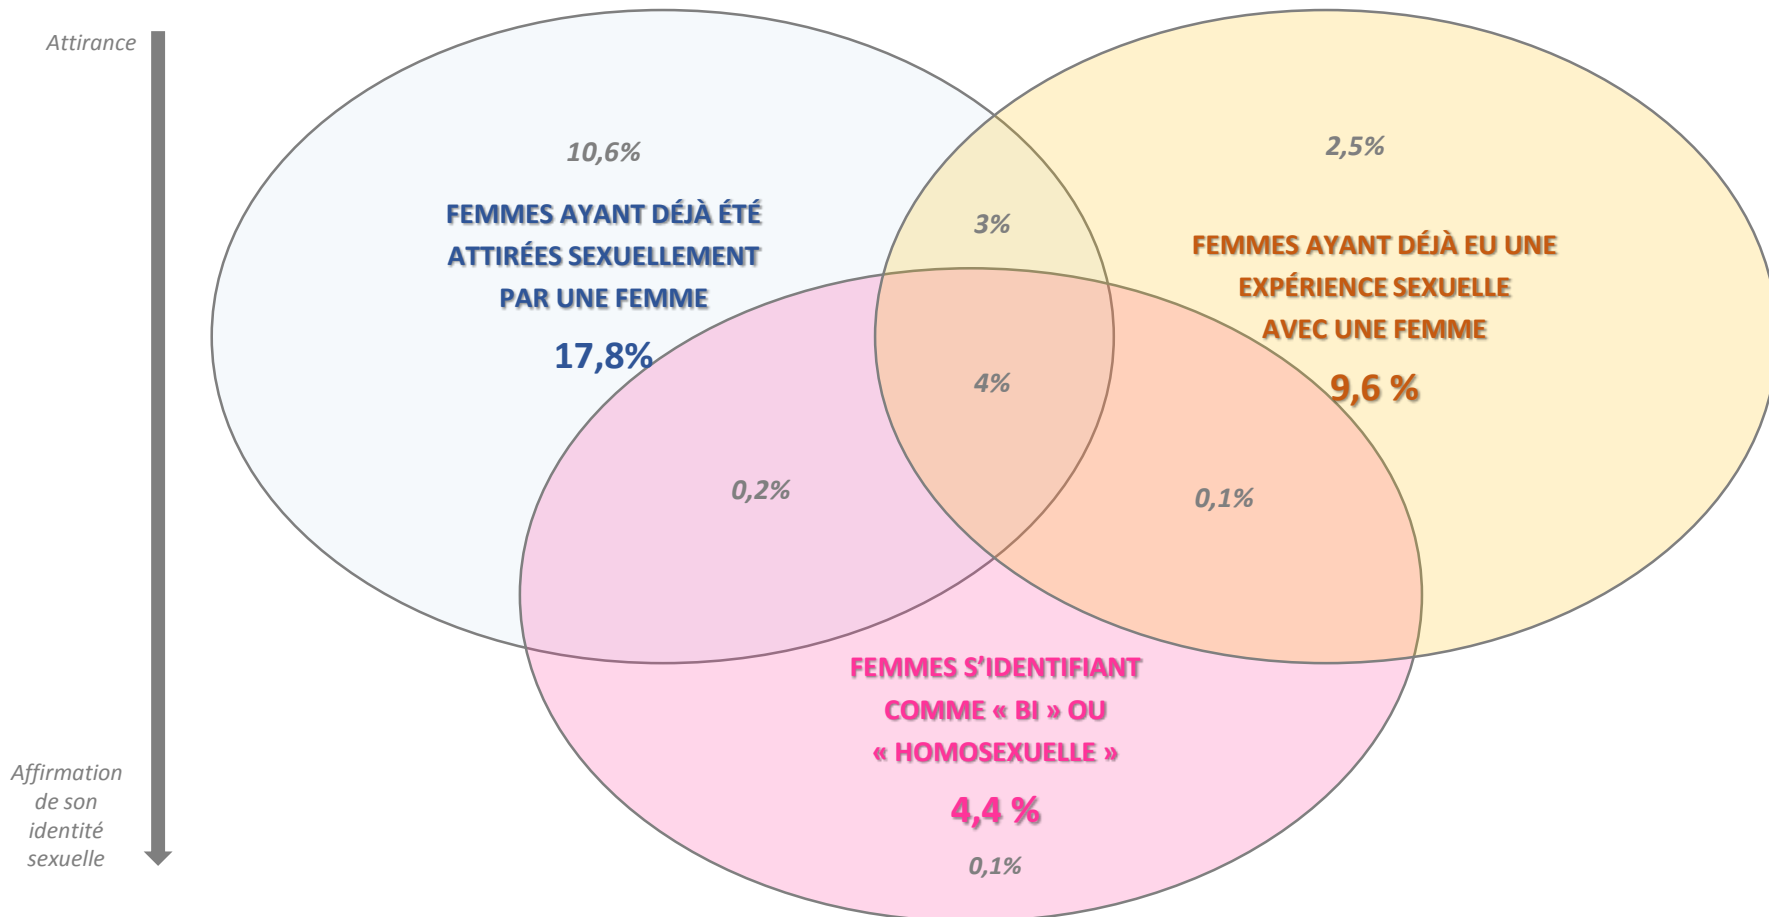 Attirance
10,6%
FEMMES AYANT DÉJÀ ÉTÉ
ATTIRÉES SEXUELLEMENT
PAR UNE FEMME
17,8%
3%
2,5%
FEMMES AYANT DÉJÀ EU UNE
EXPÉRIENCE SEXUELLE
AVEC UNE FEMME
9,6 %
4%
0,2%
0,1%
FEMMES S’IDENTIFIANT
COMME « BI » OU
« HOMOSEXUELLE »
4,4 %
0,1%
Affirmation
de son
identité
sexuelle